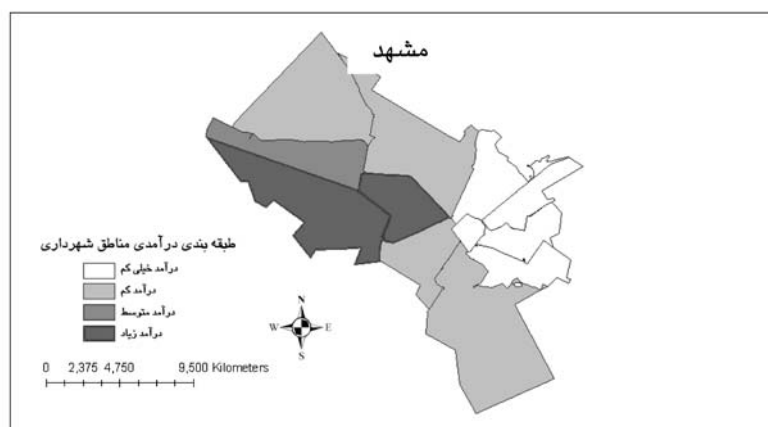 مشهد
طبقه بندی درآمدی مناطق شهرداری
درآمد خیلی کم
درآمد کم
درآمد متوسط
درآمد زیاد
N
W E
S
0 2,375 4,750 9,500 Kilometers